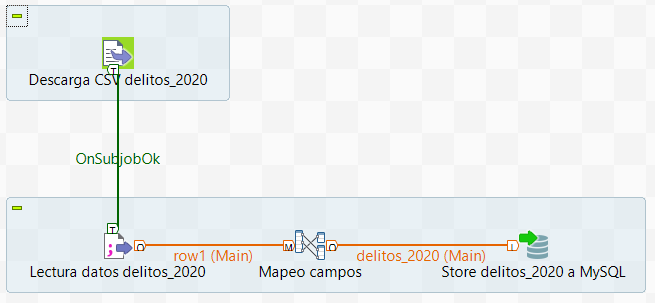 Descarga CSV delitos_2020
T
OnSubjobOk
T
O
row1 (Main)
M
O
delitos_2020 (Main)
I
Lectura datos delitos_2020
Mapeo campos
Store delitos_2020 a MySQL